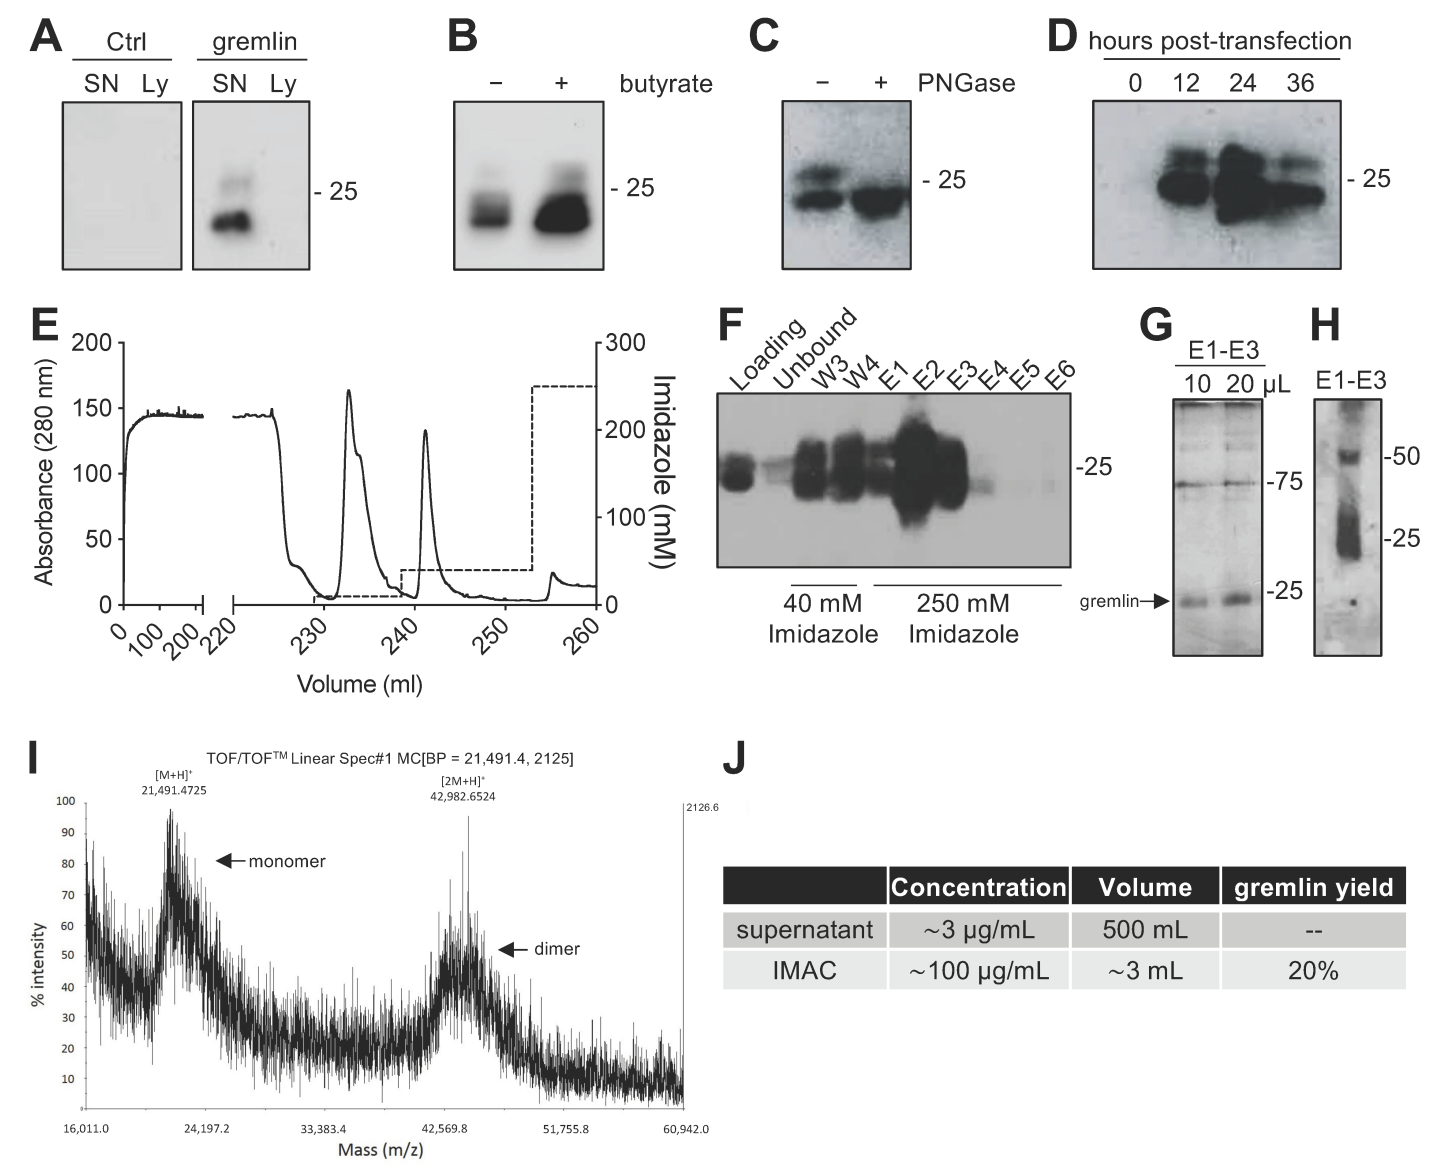 A
Ctrl gremlin
SN Ly SN Ly
- 25
B
− + butyrate
- 25
C
− + PNGase
- 25
D
hours post-transfection
0 12 24 36
- 25
E
Absorbance (280 nm)
200
150
100
50
0
300
200
100
0
Imidazole (mM)
0 100 200 220 230 240 250 260
Volume (ml)
F
Loading Unbound W3 W4 E1 E2 E3 E4 E5 E6
-25
40 mM 250 mM
Imidazole Imidazole
G
E1-E3
10 20 µL
-75
-25
gremlin
H
E1-E3
-50
-25
I
TOF/TOF™ Linear Spec#1 MC[BP = 21,491.4, 2125]
[M+H]⁺
21,491.4725
[2M+H]⁺
42,982.6524
2126.6
monomer
dimer
% intensity
100
90
80
70
60
50
40
30
20
10
16,011.0 24,197.2 33,383.4 42,569.8 51,755.8 60,942.0
Mass (m/z)
J
Concentration Volume gremlin yield
supernatant ~3 µg/mL 500 mL --
IMAC ~100 µg/mL ~3 mL 20%